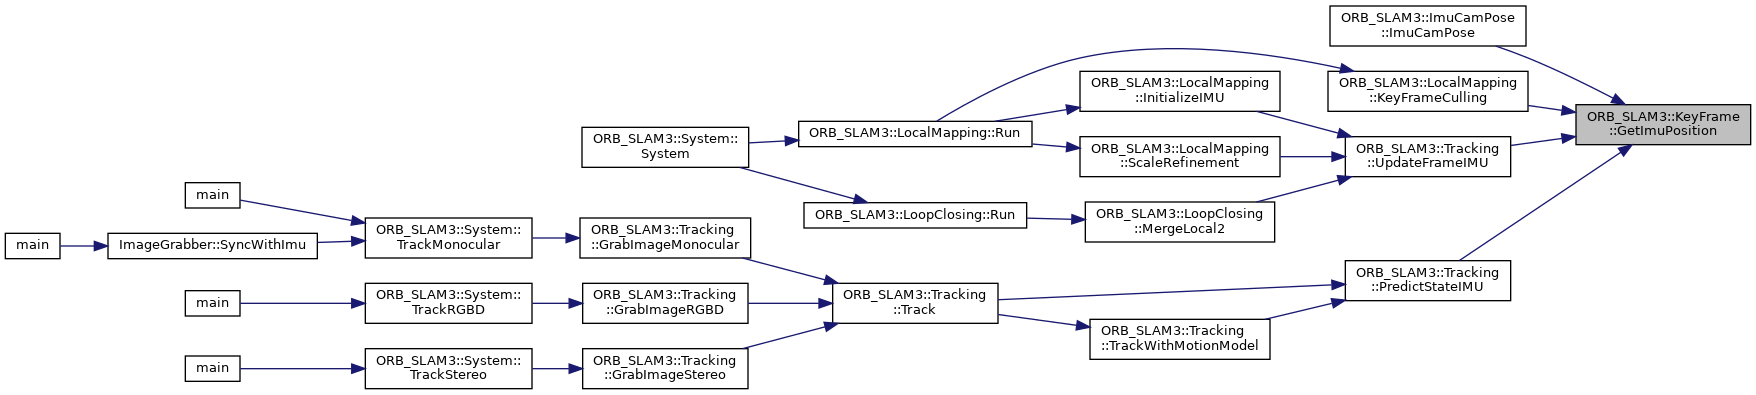 ORB_SLAM3::ImuCamPose
::ImuCamPose
ORB_SLAM3::LocalMapping
::InitializeIMU
ORB_SLAM3::LocalMapping
::KeyFrameCulling
ORB_SLAM3::KeyFrame
::GetImuPosition
ORB_SLAM3::System::
System
ORB_SLAM3::LocalMapping::Run
ORB_SLAM3::LocalMapping
::ScaleRefinement
ORB_SLAM3::Tracking
::UpdateFrameIMU
main
ORB_SLAM3::LoopClosing::Run
ORB_SLAM3::LoopClosing
::MergeLocal2
main
ImageGrabber::SyncWithImu
ORB_SLAM3::System::
TrackMonocular
ORB_SLAM3::Tracking
::GrabImageMonocular
ORB_SLAM3::Tracking
::PredictStateIMU
main
ORB_SLAM3::System::
TrackRGBD
ORB_SLAM3::Tracking
::GrabImageRGBD
ORB_SLAM3::Tracking
::Track
ORB_SLAM3::Tracking
::TrackWithMotionModel
main
ORB_SLAM3::System::
TrackStereo
ORB_SLAM3::Tracking
::GrabImageStereo